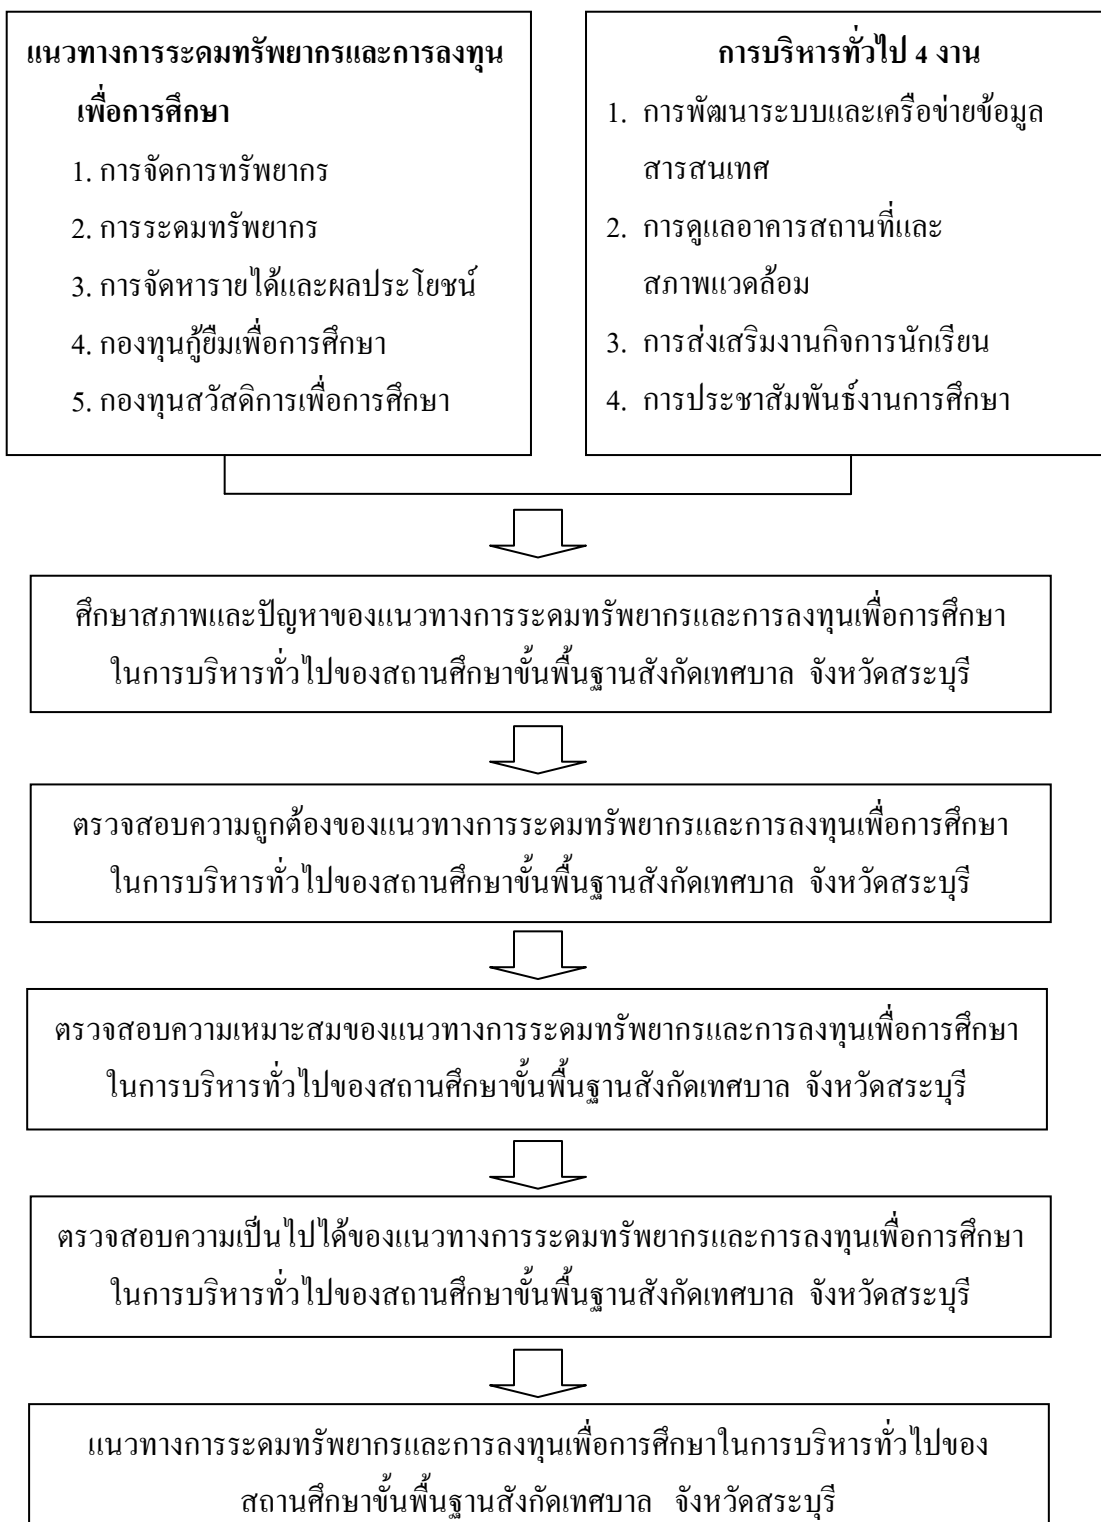 แนวทางการระดมทรัพยากรและการลงทุน
เพื่อการศึกษา
1. การจัดการทรัพยากร
2. การระดมทรัพยากร
3. การจัดหารายได้และผลประโยชน์
4. กองทุนกู้ยืมเพื่อการศึกษา
5. กองทุนสวัสดิการเพื่อการศึกษา
การบริหารทั่วไป 4 งาน
1. การพัฒนาระบบและเครือข่ายข้อมูล
สารสนเทศ
2. การดูแลอาคารสถานที่และ
สภาพแวดล้อม
3. การส่งเสริมงานกิจการนักเรียน
4. การประชาสัมพันธ์งานการศึกษา
ศึกษาสภาพและปัญหาของแนวทางการระดมทรัพยากรและการลงทุนเพื่อการศึกษา
ในการบริหารทั่วไปของสถานศึกษาขั้นพื้นฐานสังกัดเทศบาล จังหวัดสระบุรี
ตรวจสอบความถูกต้องของแนวทางการระดมทรัพยากรและการลงทุนเพื่อการศึกษา
ในการบริหารทั่วไปของสถานศึกษาขั้นพื้นฐานสังกัดเทศบาล จังหวัดสระบุรี
ตรวจสอบความเหมาะสมของแนวทางการระดมทรัพยากรและการลงทุนเพื่อการศึกษา
ในการบริหารทั่วไปของสถานศึกษาขั้นพื้นฐานสังกัดเทศบาล จังหวัดสระบุรี
ตรวจสอบความเป็นไปได้ของแนวทางการระดมทรัพยากรและการลงทุนเพื่อการศึกษา
ในการบริหารทั่วไปของสถานศึกษาขั้นพื้นฐานสังกัดเทศบาล จังหวัดสระบุรี
แนวทางการระดมทรัพยากรและการลงทุนเพื่อการศึกษาในการบริหารทั่วไปของ
สถานศึกษาขั้นพื้นฐานสังกัดเทศบาล จังหวัดสระบุรี